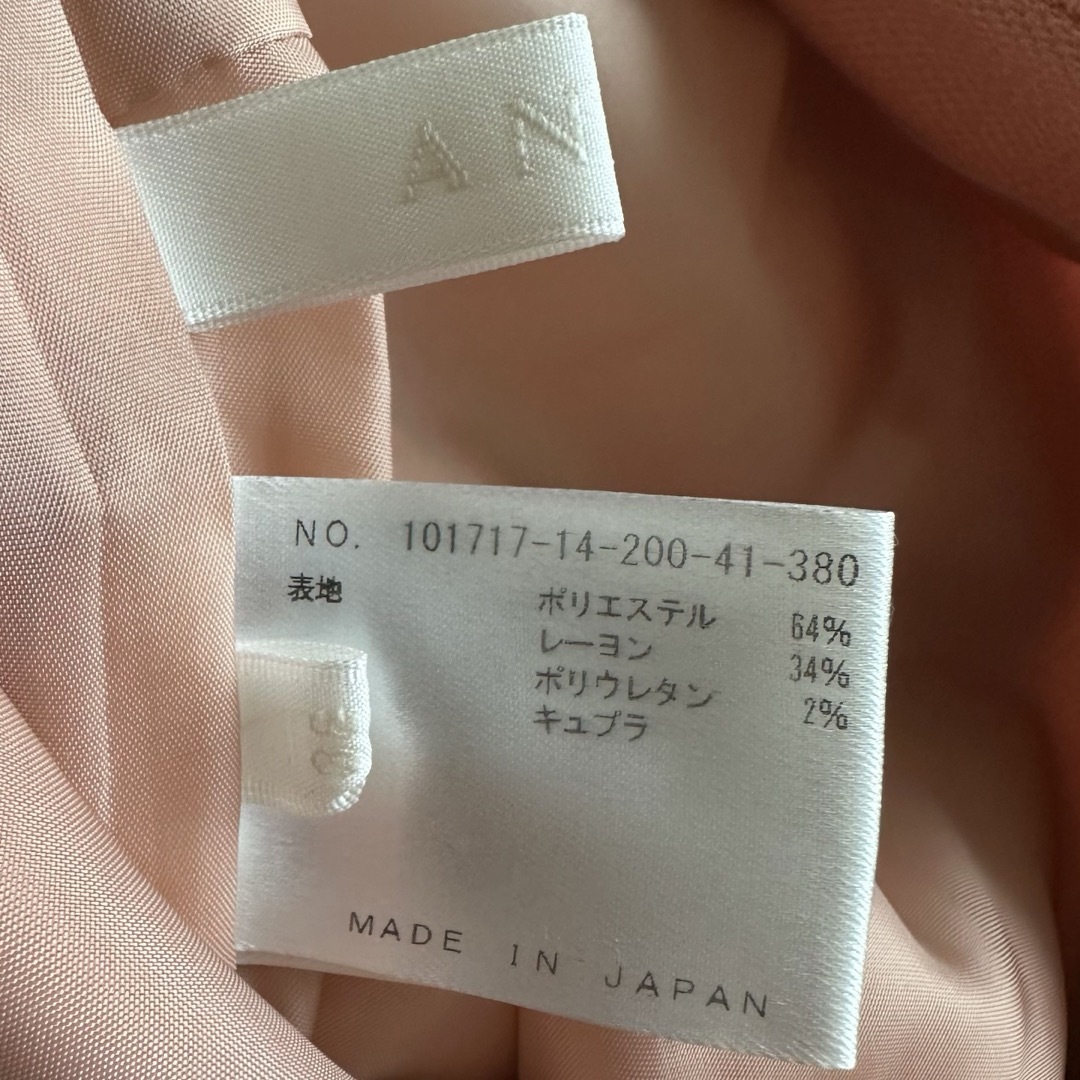 AN
NO. 101717-14-200-41-380
表地 ポリエステル 64%
レーヨン 34%
ポリウレタン 2%
キュプラ
38
MADE IN JAPAN